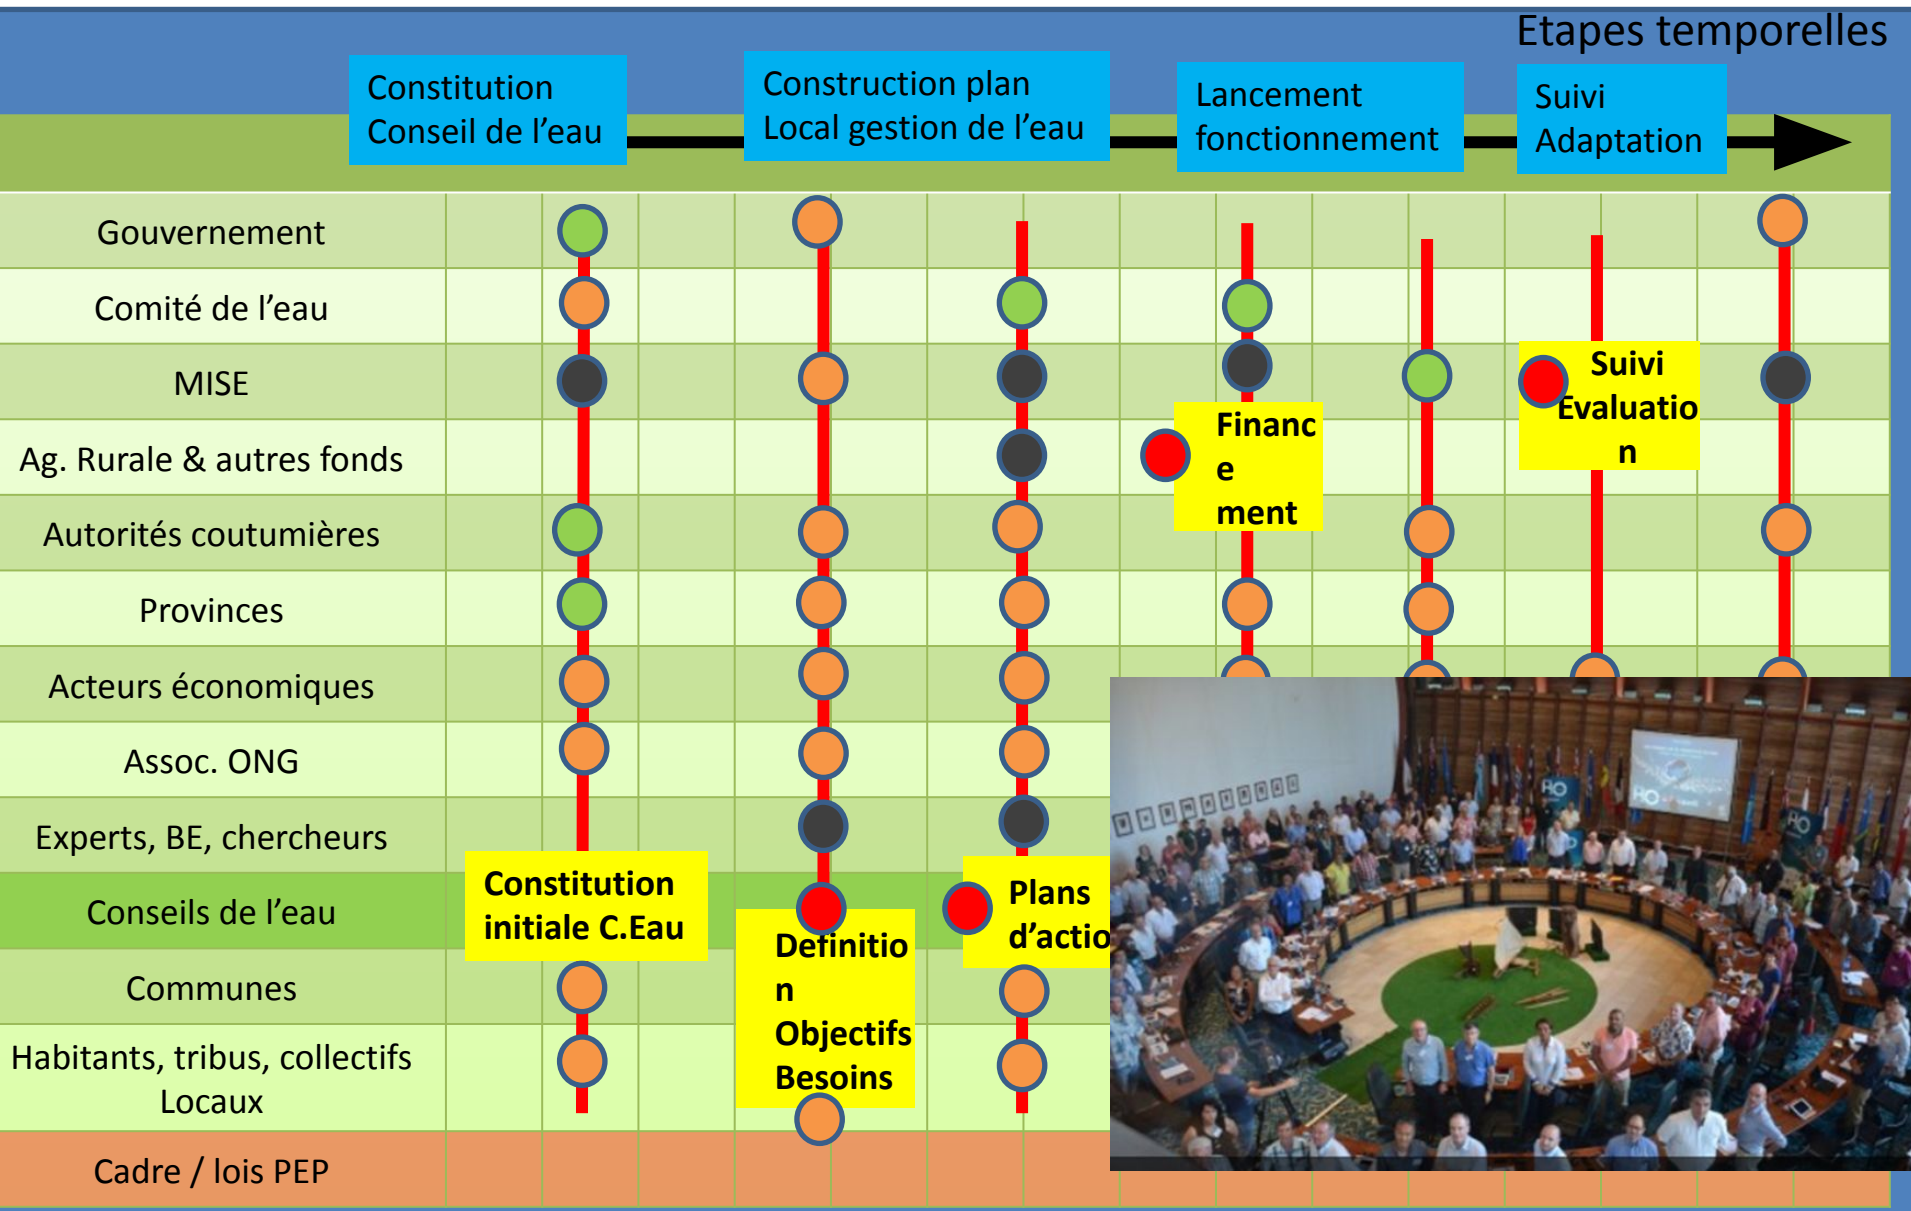 Etapes temporelles
Constitution
Conseil de l'eau
Construction plan
Local gestion de l'eau
Lancement
fonctionnement
Suivi
Adaptation
Gouvernement
Comité de l'eau
MISE
Ag. Rurale & autres fonds
Autorités coutumières
Provinces
Acteurs économiques
Assoc. ONG
Experts, BE, chercheurs
Conseils de l'eau
Communes
Habitants, tribus, collectifs
Locaux
Cadre / lois PEP
Constitution
initiale C.Eau
Definitio
n
Objectifs
Besoins
Plans
d'actio
Financ
e
ment
Suivi
Evaluatio
n